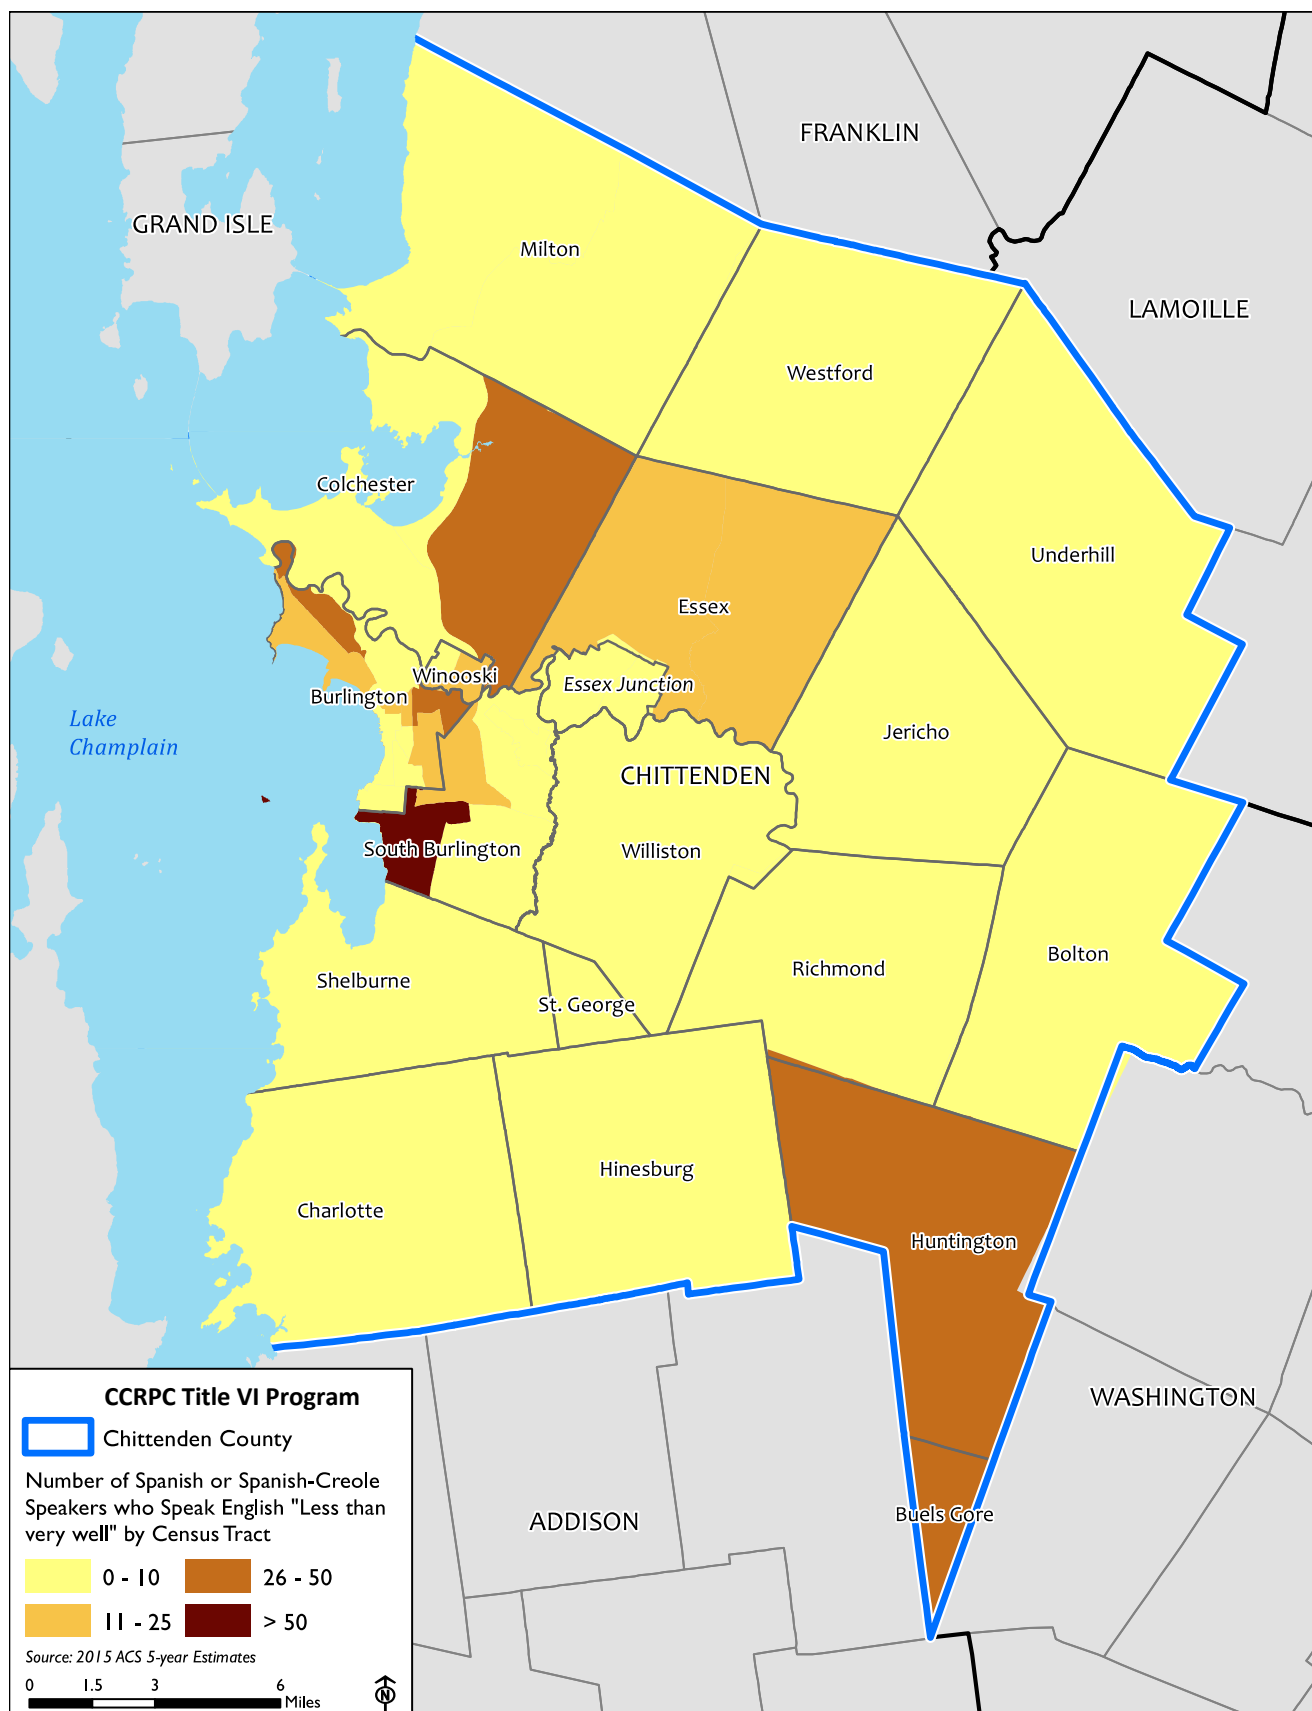 FRANKLIN
GRAND ISLE
Milton
LAMOILLE
Westford
Colchester
Underhill
Essex
Winooski
Essex Junction
Burlington
Lake
Champlain
Jericho
CHITTENDEN
South Burlington
Williston
Bolton
Richmond
Shelburne
St. George
Hinesburg
Charlotte
Huntington
WASHINGTON
Buels Gore
ADDISON
CCRPC Title VI Program
Chittenden County
Number of Spanish or Spanish-Creole
Speakers who Speak English "Less than
very well" by Census Tract
0 - 10 26 - 50
11 - 25 > 50
Source: 2015 ACS 5-year Estimates
0 1.5 3 6
Miles
N